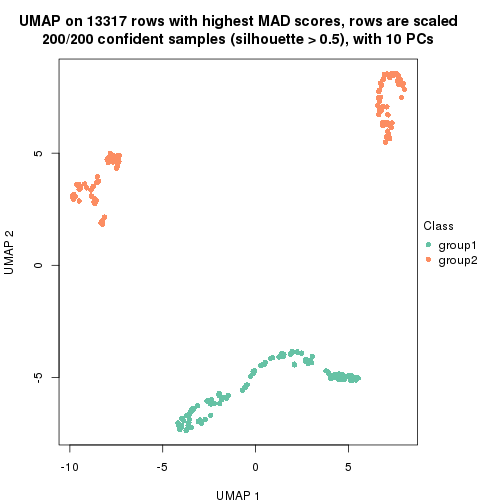 UMAP on 13317 rows with highest MAD scores, rows are scaled
200/200 confident samples (silhouette > 0.5), with 10 PCs
5
0
-5
UMAP 2
-10
-5
0
5
UMAP 1
Class
group1
group2